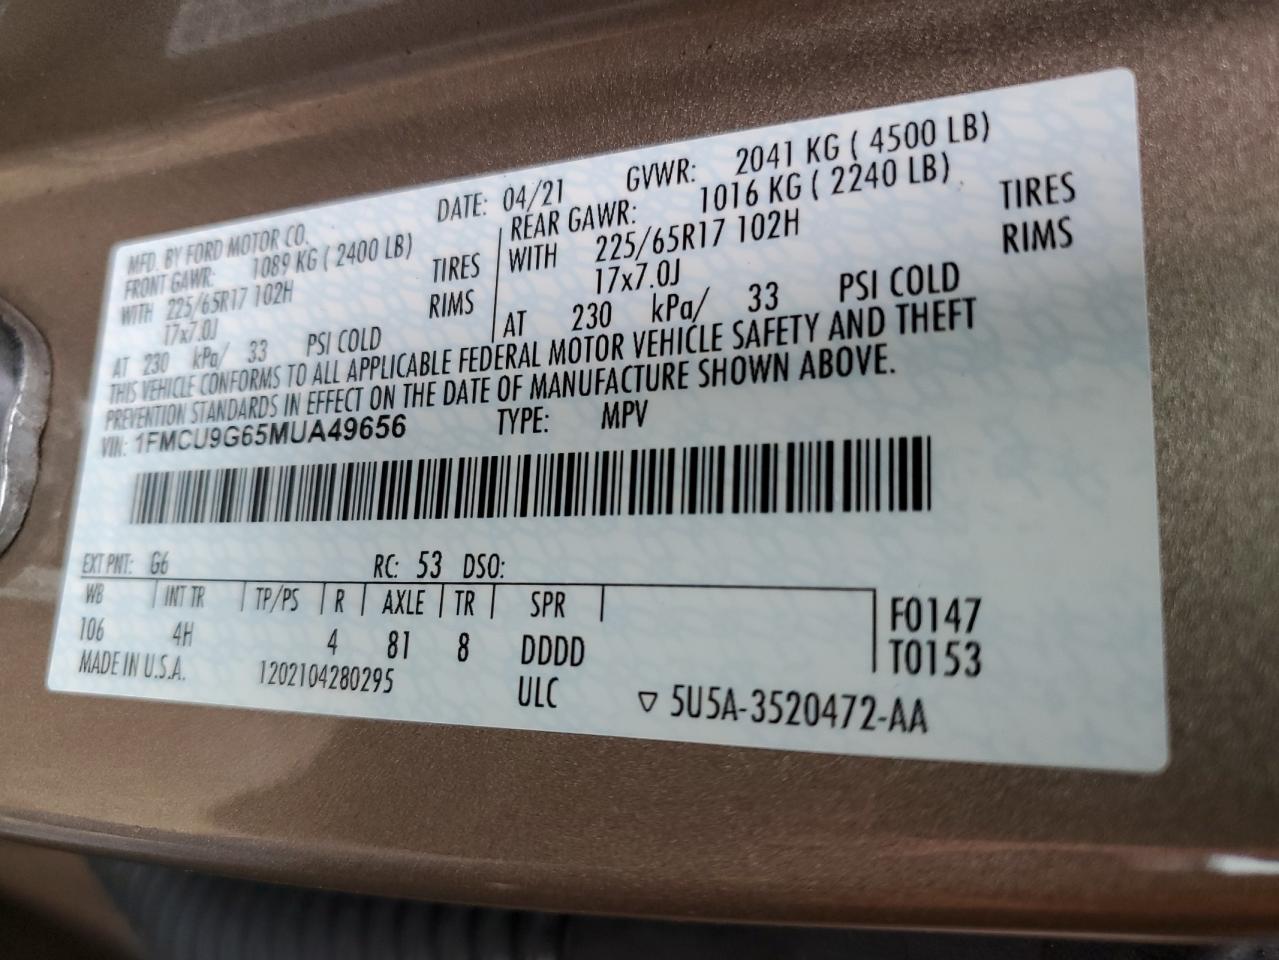 MFD. BY FORD MOTOR CO.
DATE: 04/21 GVWR: 2041 KG ( 4500 LB)
FRONT GAWR: 1089 KG ( 2400 LB)
WITH 225/65R17 102H TIRES
17x7.0J RIMS
AT 230 kPa/ 33 PSI COLD
REAR GAWR: 1016 KG ( 2240 LB)
WITH 225/65R17 102H TIRES
17x7.0J RIMS
AT 230 kPa/ 33 PSI COLD
THIS VEHICLE CONFORMS TO ALL APPLICABLE FEDERAL MOTOR VEHICLE SAFETY AND THEFT
PREVENTION STANDARDS IN EFFECT ON THE DATE OF MANUFACTURE SHOWN ABOVE.
VIN: 1FMCU9G65MUA49656 TYPE: MPV
EXT PNT: G6 RC: 53 DSO:
WB INT TR TP/PS R AXLE TR SPR
106 4H 4 81 8 DDDD
F0147
T0153
MADE IN U.S.A. 1202104280295 ULC ▽ 5U5A-3520472-AA